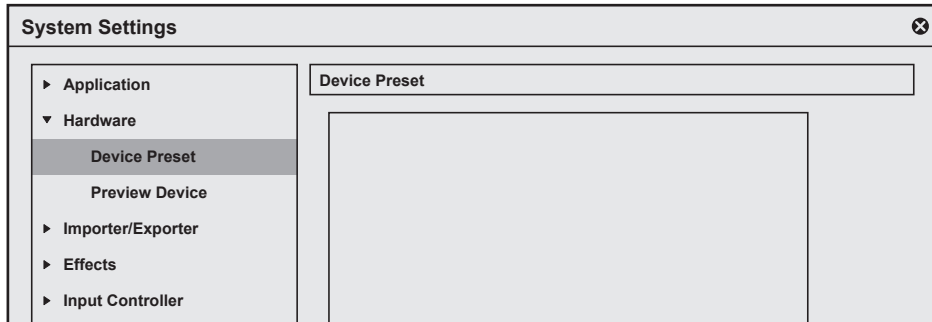 System Settings
Application
Hardware
Device Preset
Preview Device
Importer/Exporter
Effects
Input Controller
Device Preset